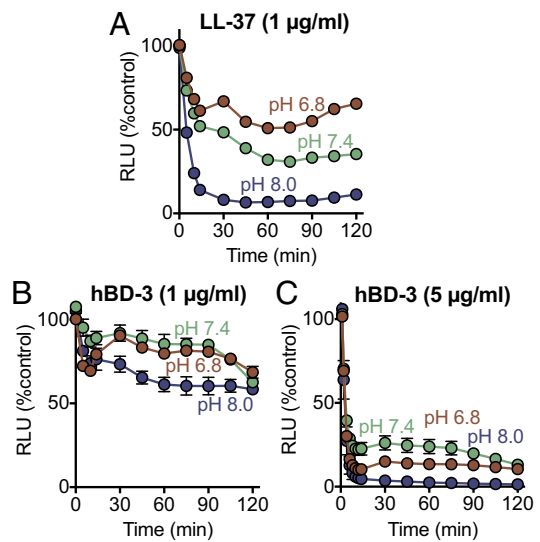 A
LL-37 (1 µg/ml)
RLU (%control)
100
50
0
pH 6.8
pH 7.4
pH 8.0
0 30 60 90 120
Time (min)
B
hBD-3 (1 µg/ml)
RLU (%control)
100
50
0
pH 7.4
pH 6.8
pH 8.0
0 30 60 90 120
Time (min)
C
hBD-3 (5 µg/ml)
RLU (%control)
100
50
0
pH 7.4
pH 6.8
pH 8.0
0 30 60 90 120
Time (min)